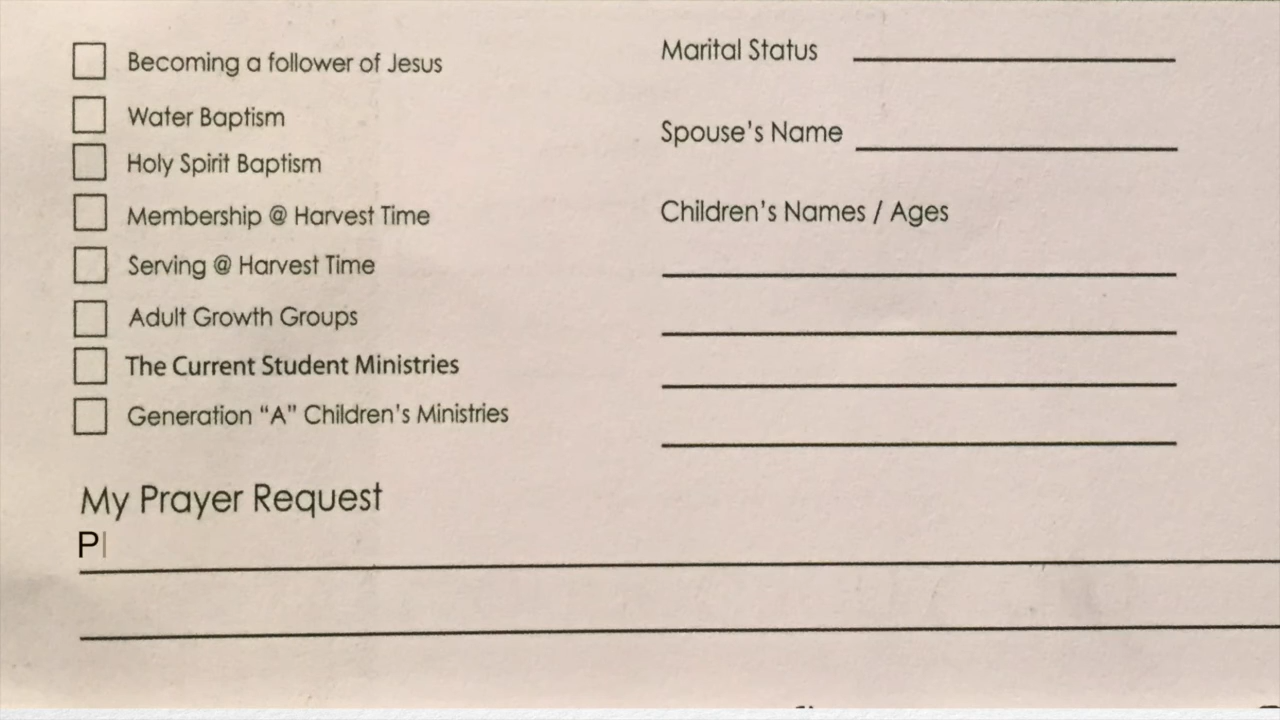 Becoming a follower of Jesus
Water Baptism
Holy Spirit Baptism
Membership @ Harvest Time
Serving @ Harvest Time
Adult Growth Groups
The Current Student Ministries
Generation “A” Children’s Ministries
Marital Status
Spouse’s Name
Children’s Names / Ages
My Prayer Request
P